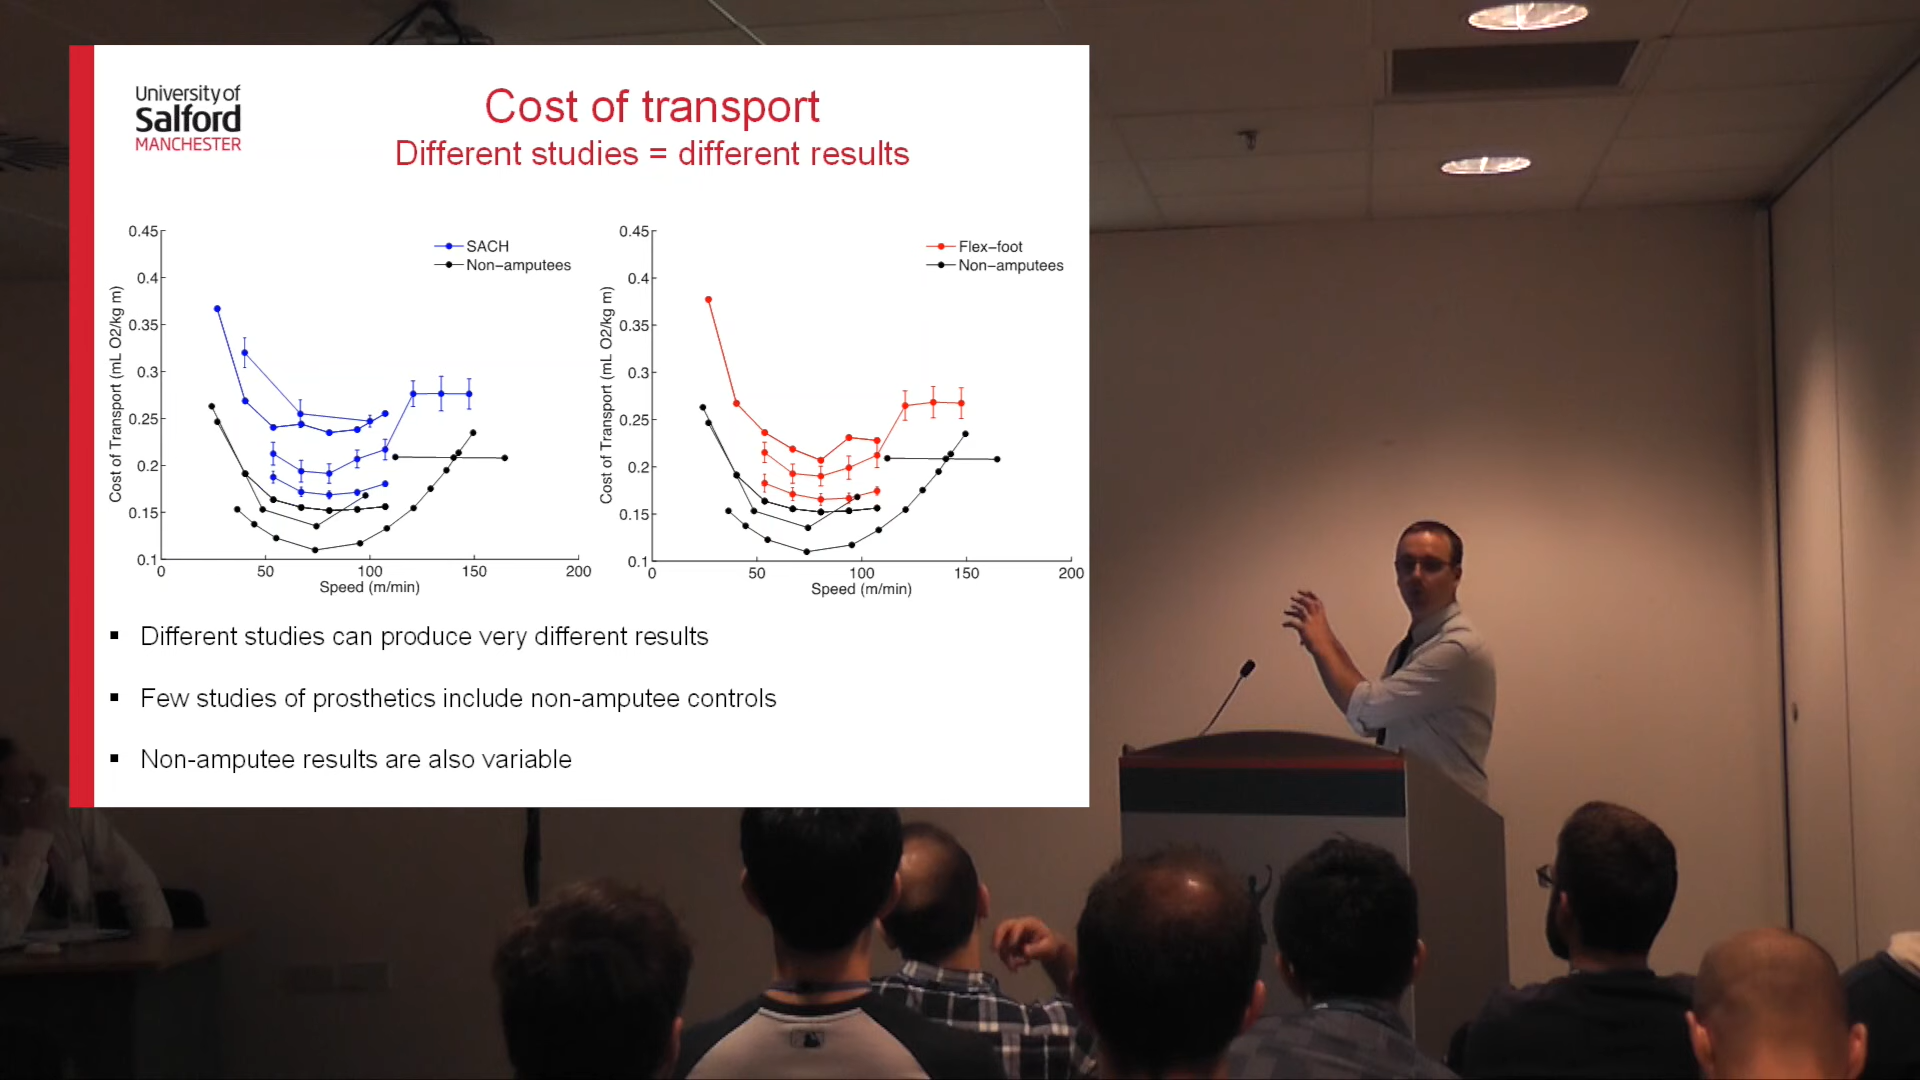 University of
Salford
MANCHESTER
Cost of transport
Different studies = different results
0.45
0.4
0.35
0.3
0.25
0.2
0.15
0.1
0
50
100
150
200
Cost of Transport (mL O2/kg m)
Speed (m/min)
SACH
Non-amputees
0.45
0.4
0.35
0.3
0.25
0.2
0.15
0.1
0
50
100
150
200
Cost of Transport (mL O2/kg m)
Speed (m/min)
Flex-foot
Non-amputees
▪ Different studies can produce very different results
▪ Few studies of prosthetics include non-amputee controls
▪ Non-amputee results are also variable